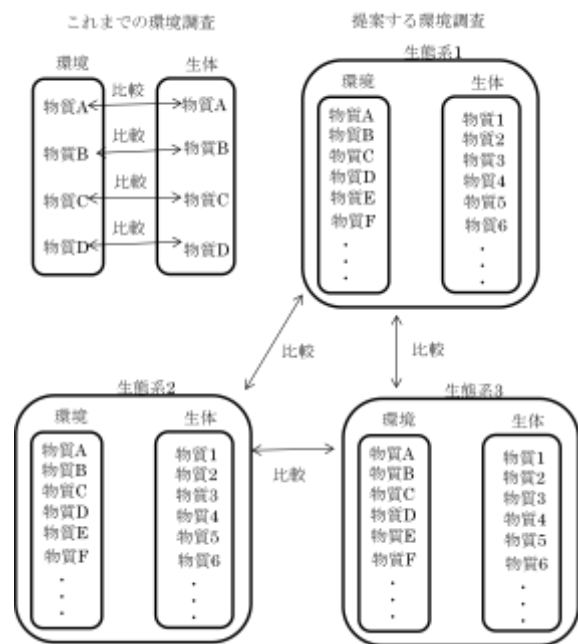 これまでの環境調査
環境
生体
物質A
比較
物質A
物質B
比較
物質B
物質C
比較
物質C
物質D
比較
物質D
提案する環境調査
生態系1
環境
物質A
物質B
物質C
物質D
物質E
物質F
・
・
・
生体
物質1
物質2
物質3
物質4
物質5
物質6
・
・
・
比較
比較
生態系2
環境
物質A
物質B
物質C
物質D
物質E
物質F
・
・
・
生体
物質1
物質2
物質3
物質4
物質5
物質6
・
・
・
比較
生態系3
環境
物質A
物質B
物質C
物質D
物質E
物質F
・
・
・
生体
物質1
物質2
物質3
物質4
物質5
物質6
・
・
・